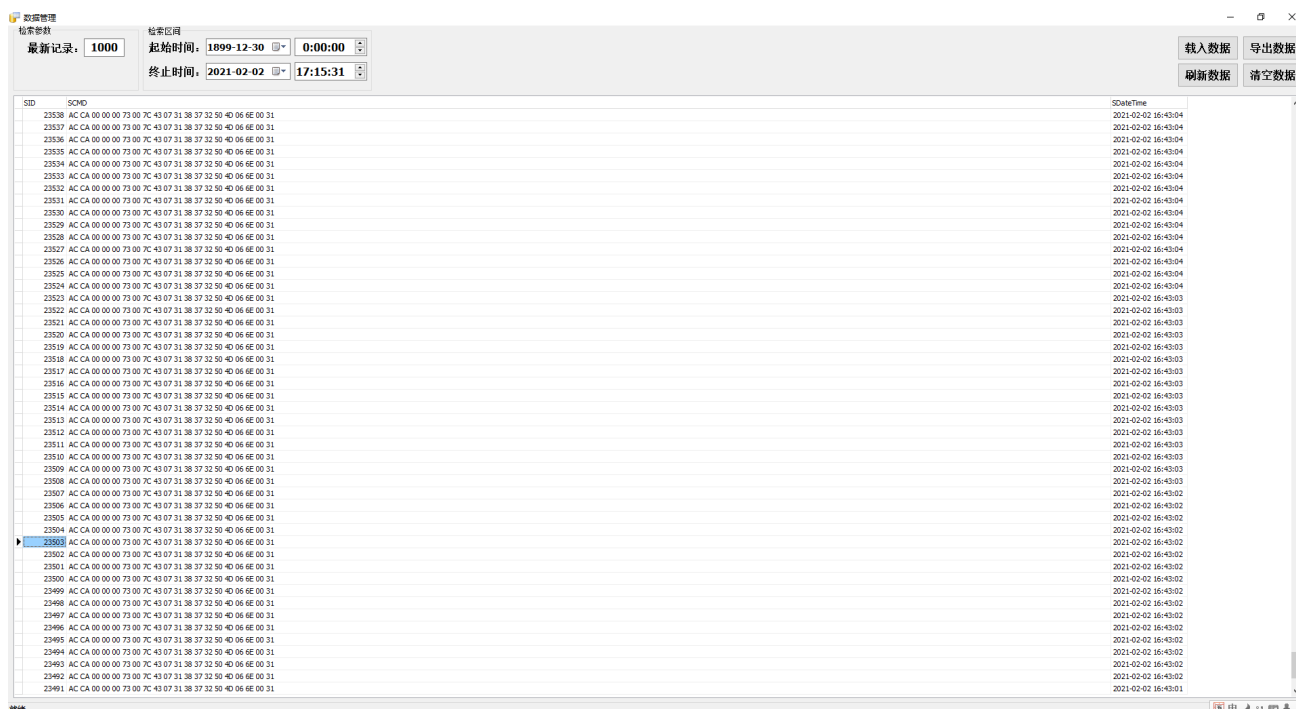 数据管理
检索参数
检索区间
最新记录： 1000
起始时间： 1899-12-30 0:00:00
载入数据 导出数据
终止时间： 2021-02-02 17:15:31
刷新数据 清空数据
SID SCMD SDateTime
23538 AC CA 00 00 00 73 00 7C 43 07 31 38 37 32 50 4D 06 6E 00 31 2021-02-02 16:43:04
23537 AC CA 00 00 00 73 00 7C 43 07 31 38 37 32 50 4D 06 6E 00 31 2021-02-02 16:43:04
23536 AC CA 00 00 00 73 00 7C 43 07 31 38 37 32 50 4D 06 6E 00 31 2021-02-02 16:43:04
23535 AC CA 00 00 00 73 00 7C 43 07 31 38 37 32 50 4D 06 6E 00 31 2021-02-02 16:43:04
23534 AC CA 00 00 00 73 00 7C 43 07 31 38 37 32 50 4D 06 6E 00 31 2021-02-02 16:43:04
23533 AC CA 00 00 00 73 00 7C 43 07 31 38 37 32 50 4D 06 6E 00 31 2021-02-02 16:43:04
23532 AC CA 00 00 00 73 00 7C 43 07 31 38 37 32 50 4D 06 6E 00 31 2021-02-02 16:43:04
23531 AC CA 00 00 00 73 00 7C 43 07 31 38 37 32 50 4D 06 6E 00 31 2021-02-02 16:43:04
23530 AC CA 00 00 00 73 00 7C 43 07 31 38 37 32 50 4D 06 6E 00 31 2021-02-02 16:43:04
23529 AC CA 00 00 00 73 00 7C 43 07 31 38 37 32 50 4D 06 6E 00 31 2021-02-02 16:43:04
23528 AC CA 00 00 00 73 00 7C 43 07 31 38 37 32 50 4D 06 6E 00 31 2021-02-02 16:43:04
23527 AC CA 00 00 00 73 00 7C 43 07 31 38 37 32 50 4D 06 6E 00 31 2021-02-02 16:43:04
23526 AC CA 00 00 00 73 00 7C 43 07 31 38 37 32 50 4D 06 6E 00 31 2021-02-02 16:43:04
23525 AC CA 00 00 00 73 00 7C 43 07 31 38 37 32 50 4D 06 6E 00 31 2021-02-02 16:43:04
23524 AC CA 00 00 00 73 00 7C 43 07 31 38 37 32 50 4D 06 6E 00 31 2021-02-02 16:43:04
23523 AC CA 00 00 00 73 00 7C 43 07 31 38 37 32 50 4D 06 6E 00 31 2021-02-02 16:43:03
23522 AC CA 00 00 00 73 00 7C 43 07 31 38 37 32 50 4D 06 6E 00 31 2021-02-02 16:43:03
23521 AC CA 00 00 00 73 00 7C 43 07 31 38 37 32 50 4D 06 6E 00 31 2021-02-02 16:43:03
23520 AC CA 00 00 00 73 00 7C 43 07 31 38 37 32 50 4D 06 6E 00 31 2021-02-02 16:43:03
23519 AC CA 00 00 00 73 00 7C 43 07 31 38 37 32 50 4D 06 6E 00 31 2021-02-02 16:43:03
23518 AC CA 00 00 00 73 00 7C 43 07 31 38 37 32 50 4D 06 6E 00 31 2021-02-02 16:43:03
23517 AC CA 00 00 00 73 00 7C 43 07 31 38 37 32 50 4D 06 6E 00 31 2021-02-02 16:43:03
23516 AC CA 00 00 00 73 00 7C 43 07 31 38 37 32 50 4D 06 6E 00 31 2021-02-02 16:43:03
23515 AC CA 00 00 00 73 00 7C 43 07 31 38 37 32 50 4D 06 6E 00 31 2021-02-02 16:43:03
23514 AC CA 00 00 00 73 00 7C 43 07 31 38 37 32 50 4D 06 6E 00 31 2021-02-02 16:43:03
23513 AC CA 00 00 00 73 00 7C 43 07 31 38 37 32 50 4D 06 6E 00 31 2021-02-02 16:43:03
23512 AC CA 00 00 00 73 00 7C 43 07 31 38 37 32 50 4D 06 6E 00 31 2021-02-02 16:43:03
23511 AC CA 00 00 00 73 00 7C 43 07 31 38 37 32 50 4D 06 6E 00 31 2021-02-02 16:43:03
23510 AC CA 00 00 00 73 00 7C 43 07 31 38 37 32 50 4D 06 6E 00 31 2021-02-02 16:43:03
23509 AC CA 00 00 00 73 00 7C 43 07 31 38 37 32 50 4D 06 6E 00 31 2021-02-02 16:43:03
23508 AC CA 00 00 00 73 00 7C 43 07 31 38 37 32 50 4D 06 6E 00 31 2021-02-02 16:43:03
23507 AC CA 00 00 00 73 00 7C 43 07 31 38 37 32 50 4D 06 6E 00 31 2021-02-02 16:43:02
23506 AC CA 00 00 00 73 00 7C 43 07 31 38 37 32 50 4D 06 6E 00 31 2021-02-02 16:43:02
23505 AC CA 00 00 00 73 00 7C 43 07 31 38 37 32 50 4D 06 6E 00 31 2021-02-02 16:43:02
23504 AC CA 00 00 00 73 00 7C 43 07 31 38 37 32 50 4D 06 6E 00 31 2021-02-02 16:43:02
23503 AC CA 00 00 00 73 00 7C 43 07 31 38 37 32 50 4D 06 6E 00 31 2021-02-02 16:43:02
23502 AC CA 00 00 00 73 00 7C 43 07 31 38 37 32 50 4D 06 6E 00 31 2021-02-02 16:43:02
23501 AC CA 00 00 00 73 00 7C 43 07 31 38 37 32 50 4D 06 6E 00 31 2021-02-02 16:43:02
23500 AC CA 00 00 00 73 00 7C 43 07 31 38 37 32 50 4D 06 6E 00 31 2021-02-02 16:43:02
23499 AC CA 00 00 00 73 00 7C 43 07 31 38 37 32 50 4D 06 6E 00 31 2021-02-02 16:43:02
23498 AC CA 00 00 00 73 00 7C 43 07 31 38 37 32 50 4D 06 6E 00 31 2021-02-02 16:43:02
23497 AC CA 00 00 00 73 00 7C 43 07 31 38 37 32 50 4D 06 6E 00 31 2021-02-02 16:43:02
23496 AC CA 00 00 00 73 00 7C 43 07 31 38 37 32 50 4D 06 6E 00 31 2021-02-02 16:43:02
23495 AC CA 00 00 00 73 00 7C 43 07 31 38 37 32 50 4D 06 6E 00 31 2021-02-02 16:43:02
23494 AC CA 00 00 00 73 00 7C 43 07 31 38 37 32 50 4D 06 6E 00 31 2021-02-02 16:43:02
23493 AC CA 00 00 00 73 00 7C 43 07 31 38 37 32 50 4D 06 6E 00 31 2021-02-02 16:43:02
23492 AC CA 00 00 00 73 00 7C 43 07 31 38 37 32 50 4D 06 6E 00 31 2021-02-02 16:43:02
23491 AC CA 00 00 00 73 00 7C 43 07 31 38 37 32 50 4D 06 6E 00 31 2021-02-02 16:43:01
中